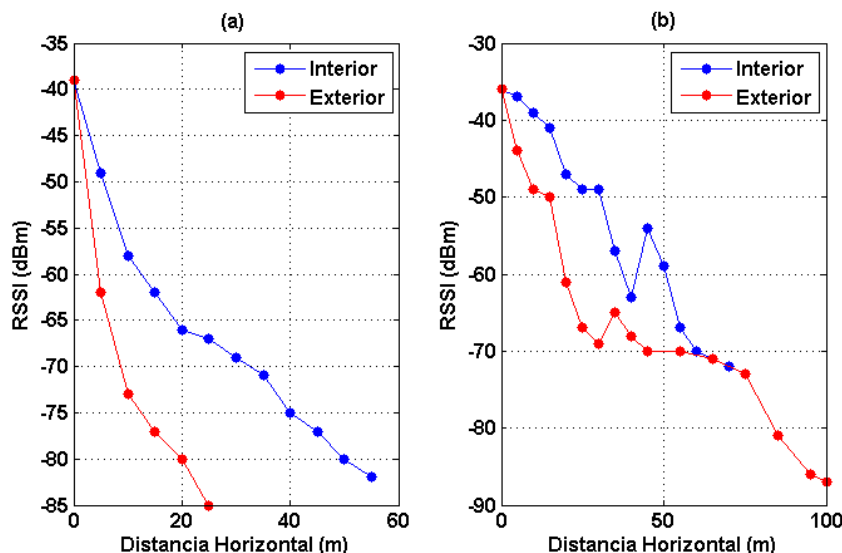 (a)
-35
-40
-45
-50
-55
-60
-65
-70
-75
-80
-85
RSSI (dBm)
0
20
40
60
Distancia Horizontal (m)
Interior
Exterior
(b)
-30
-40
-50
-60
-70
-80
-90
RSSI (dBm)
0
50
100
Distancia Horizontal (m)
Interior
Exterior